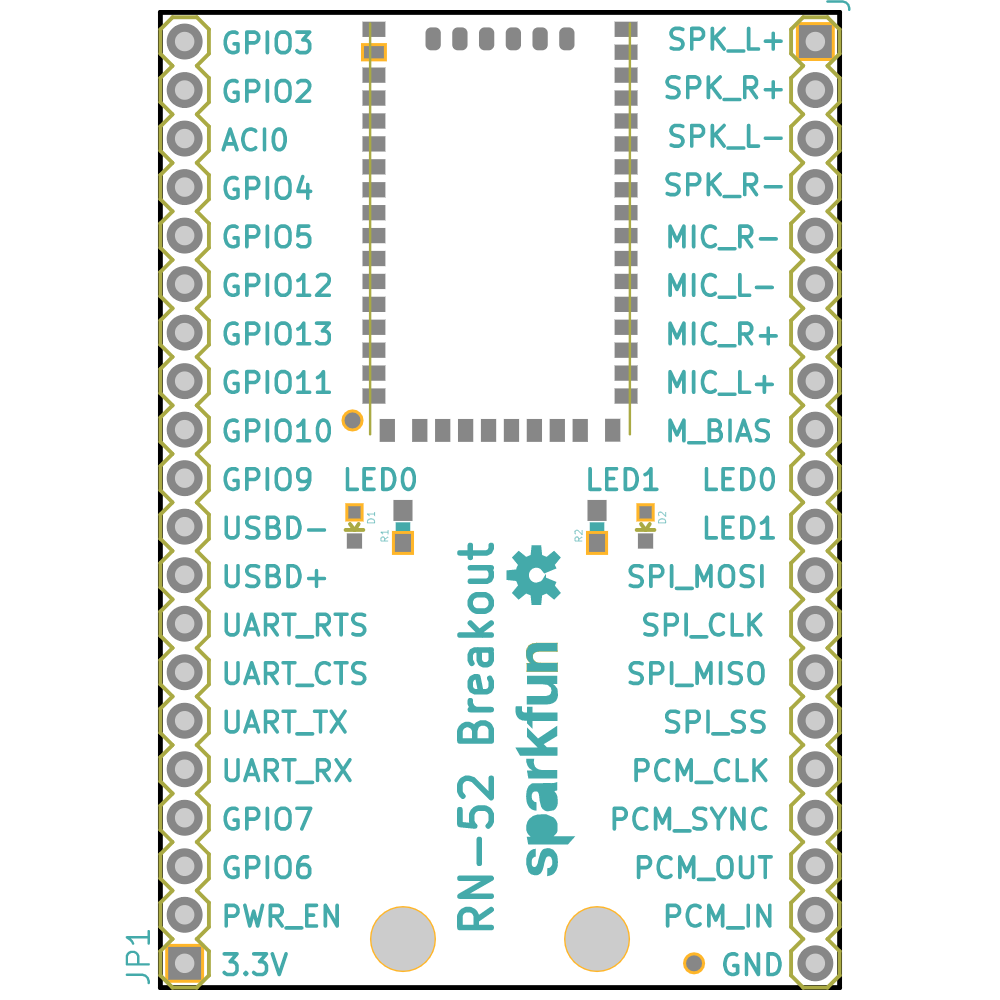 GPIO3
GPIO2
ACI0
GPIO4
GPIO5
GPIO12
GPIO13
GPIO11
GPIO10
GPIO9
USBD-
USBD+
UART_RTS
UART_CTS
UART_TX
UART_RX
GPIO7
GPIO6
PWR_EN
3.3V
JP1
LED0
D1
R1
RN-52 Breakout
sparkfun
LED1
R2
D2
SPK_L+
SPK_R+
SPK_L-
SPK_R-
MIC_R-
MIC_L-
MIC_R+
MIC_L+
M_BIAS
LED0
LED1
SPI_MOSI
SPI_CLK
SPI_MISO
SPI_SS
PCM_CLK
PCM_SYNC
PCM_OUT
PCM_IN
GND